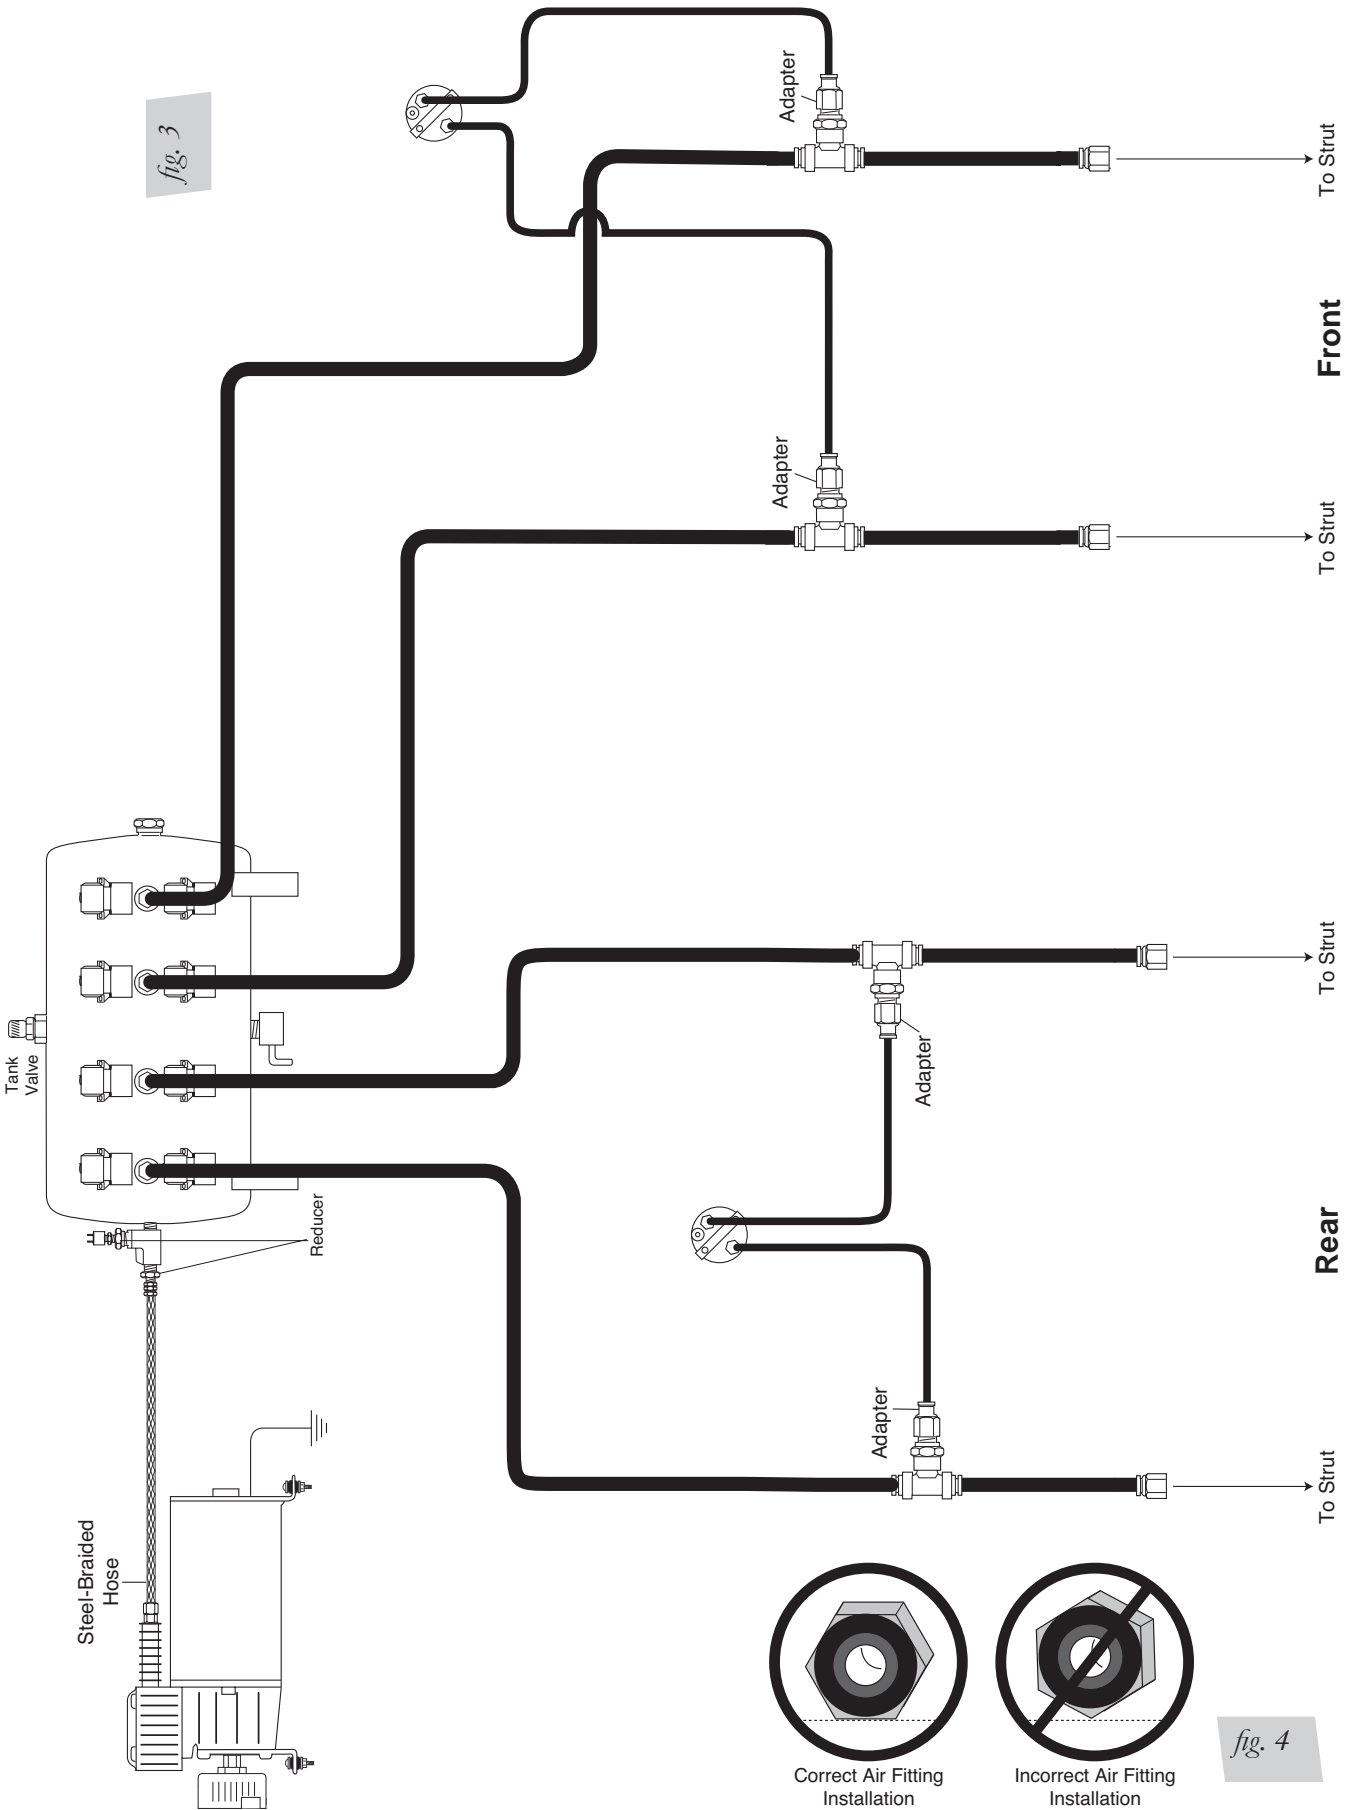 fig. 3
Adapter
To Strut
Front
Adapter
To Strut
Tank
Valve
To Strut
Adapter
Reducer
Rear
Steel-Braided
Hose
Adapter
To Strut
Correct Air Fitting
Installation
Incorrect Air Fitting
Installation
fig. 4